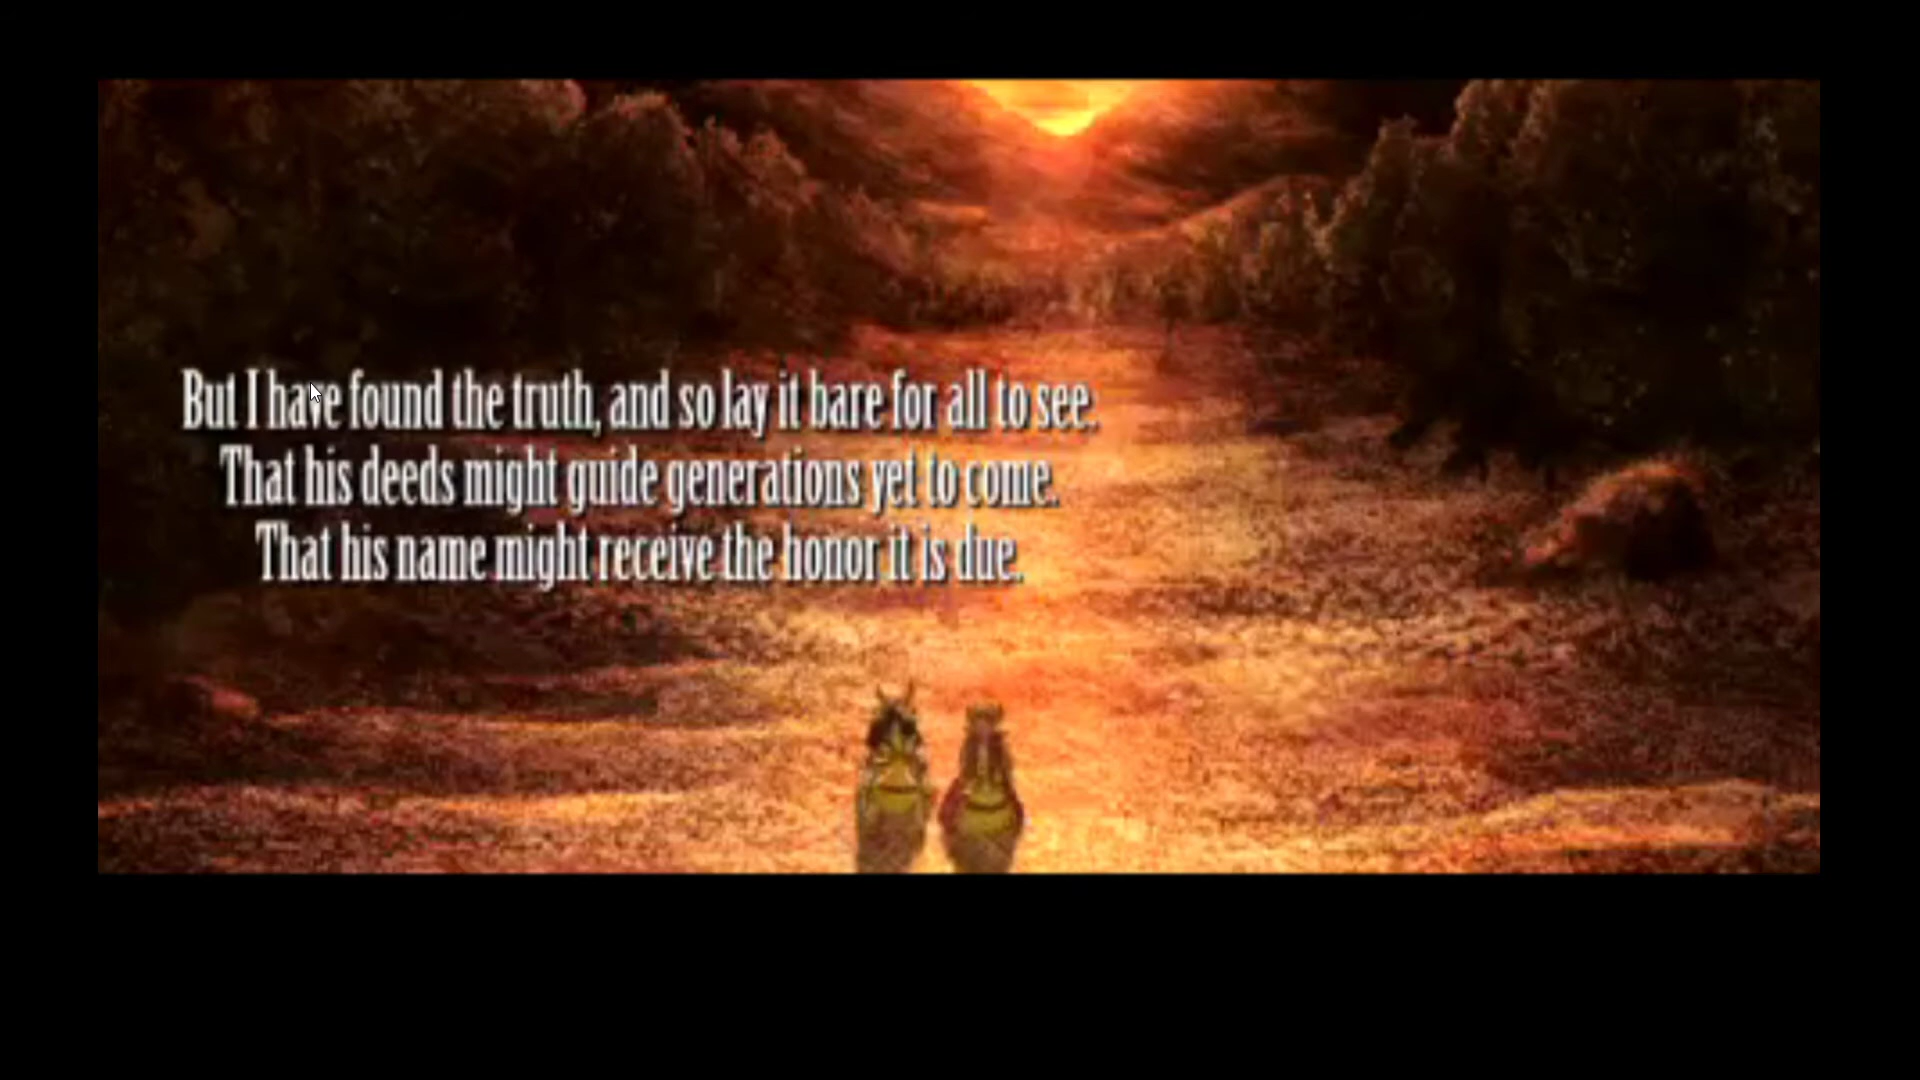 But I have found the truth, and so lay it bare for all to see.
That his deeds might guide generations yet to come.
That his name might receive the honor it is due.